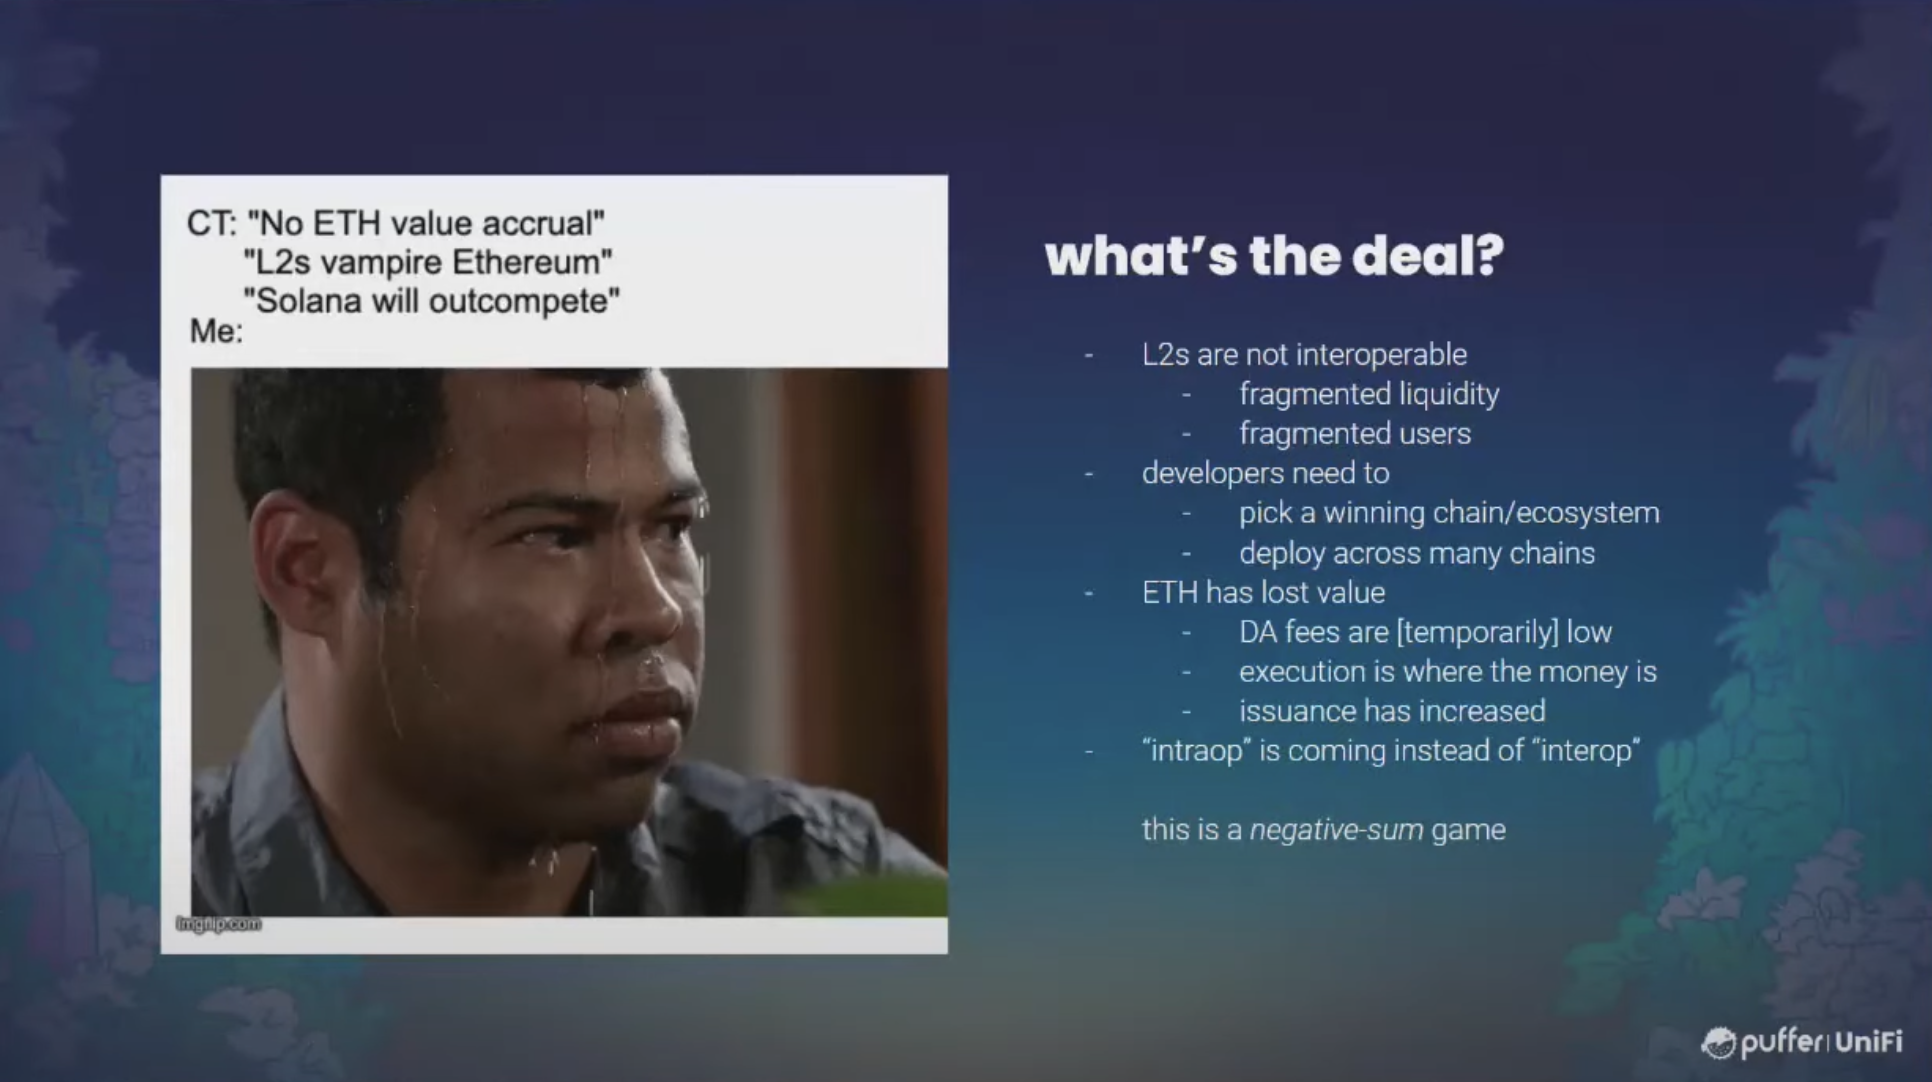 CT: "No ETH value accrual"
"L2s vampire Ethereum"
"Solana will outcompete"
Me:
imgflip.com
what's the deal?
- L2s are not interoperable
- fragmented liquidity
- fragmented users
- developers need to
- pick a winning chain/ecosystem
- deploy across many chains
- ETH has lost value
- DA fees are [temporarily] low
- execution is where the money is
- issuance has increased
- “intraop” is coming instead of “interop”
this is a negative-sum game
puffer | UniFi